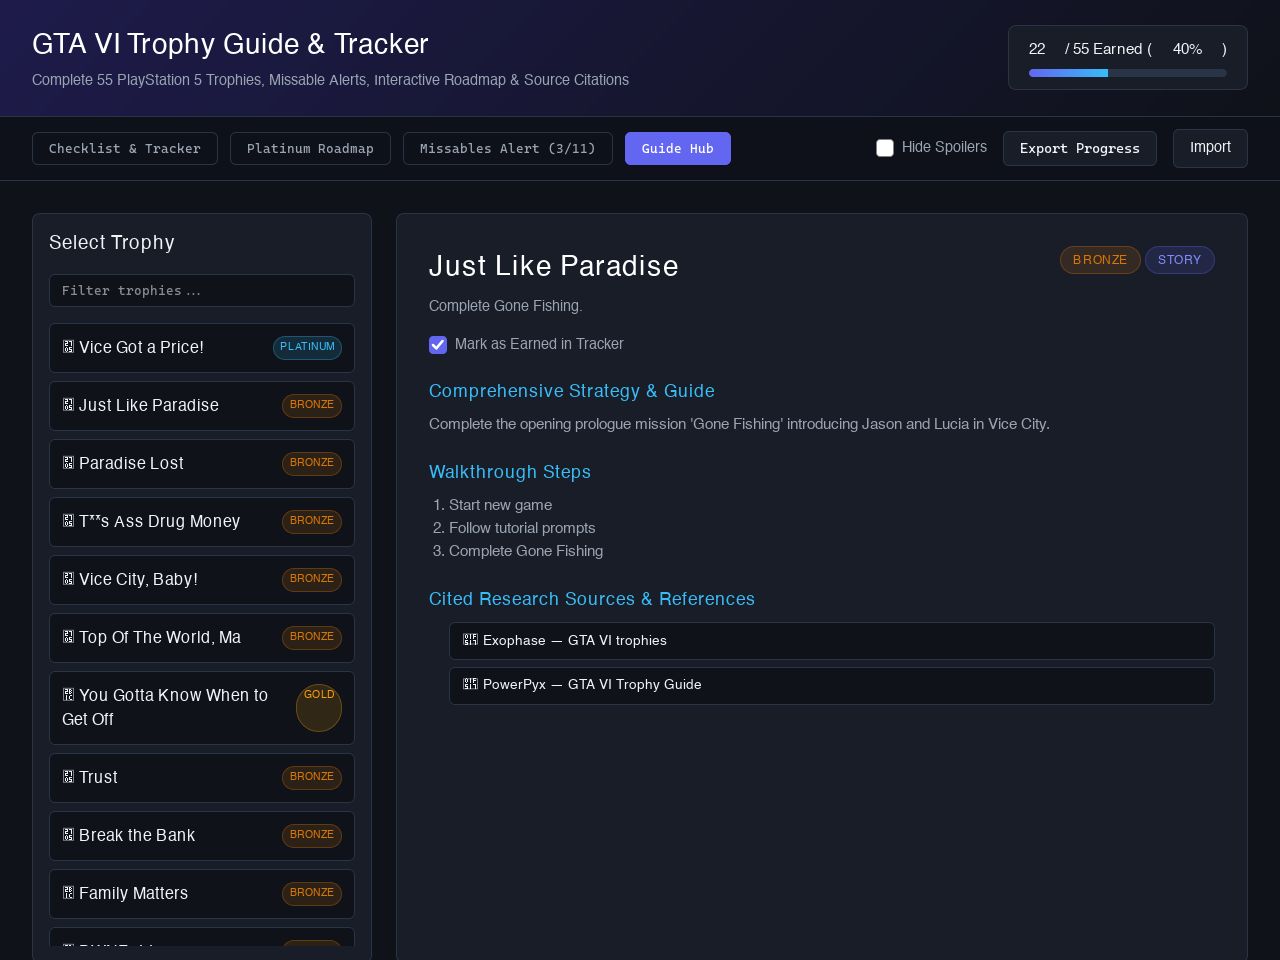 GTA VI Trophy Guide & Tracker
Complete 55 PlayStation 5 Trophies, Missable Alerts, Interactive Roadmap & Source Citations
22 / 55 Earned ( 40% )
Checklist & Tracker
Platinum Roadmap
Missables Alert (3/11)
Guide Hub
Hide Spoilers
Export Progress
Import
Select Trophy
Filter trophies...
Vice Got a Price! PLATINUM
Just Like Paradise BRONZE
Paradise Lost BRONZE
T**s Ass Drug Money BRONZE
Vice City, Baby! BRONZE
Top Of The World, Ma BRONZE
You Gotta Know When to GOLD
Get Off
Trust BRONZE
Break the Bank BRONZE
Family Matters BRONZE
Just Like Paradise
BRONZE STORY
Complete Gone Fishing.
Mark as Earned in Tracker
Comprehensive Strategy & Guide
Complete the opening prologue mission 'Gone Fishing' introducing Jason and Lucia in Vice City.
Walkthrough Steps
1. Start new game
2. Follow tutorial prompts
3. Complete Gone Fishing
Cited Research Sources & References
Exophase — GTA VI trophies
PowerPyx — GTA VI Trophy Guide